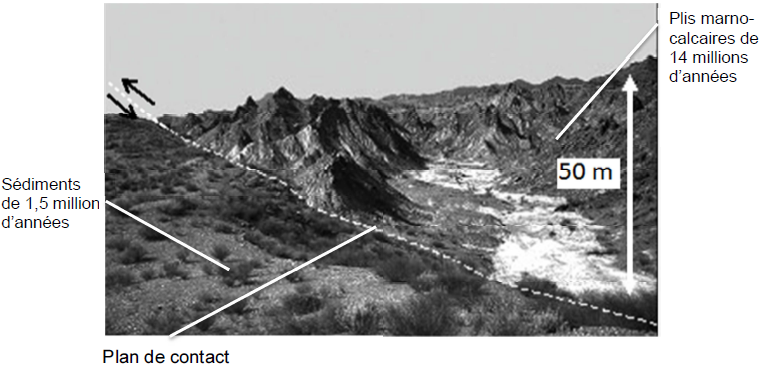 Plis marno-
calcaires de
14 millions
d'années
50 m
Sédiments
de 1,5 million
d'années
Plan de contact